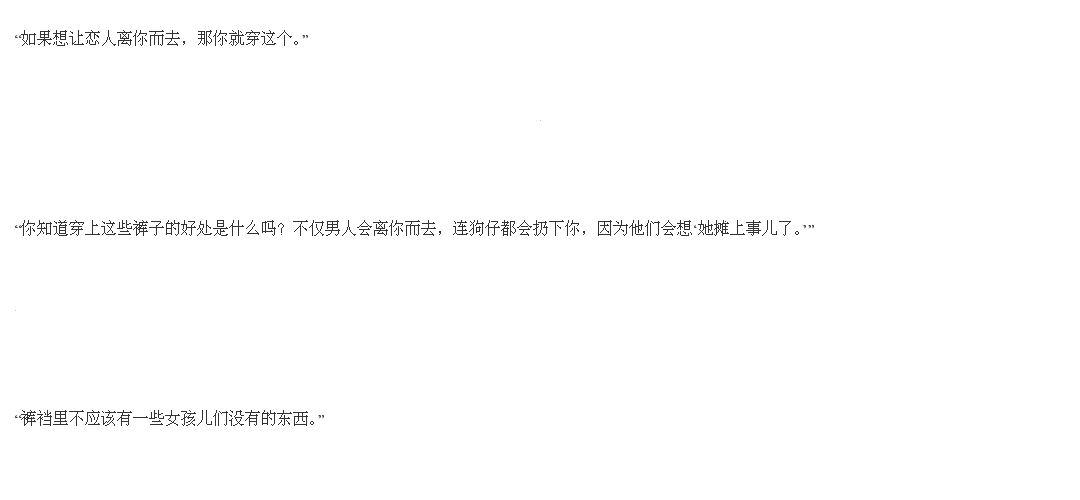 “如果想让恋人离你而去，那你就穿这个。”
“你知道穿上这些裤子的好处是什么吗？不仅男人会离你而去，连狗仔都会扔下你，因为他们会想‘她摊上事儿了。’”
“裤裆里不应该有一些女孩儿们没有的东西。”